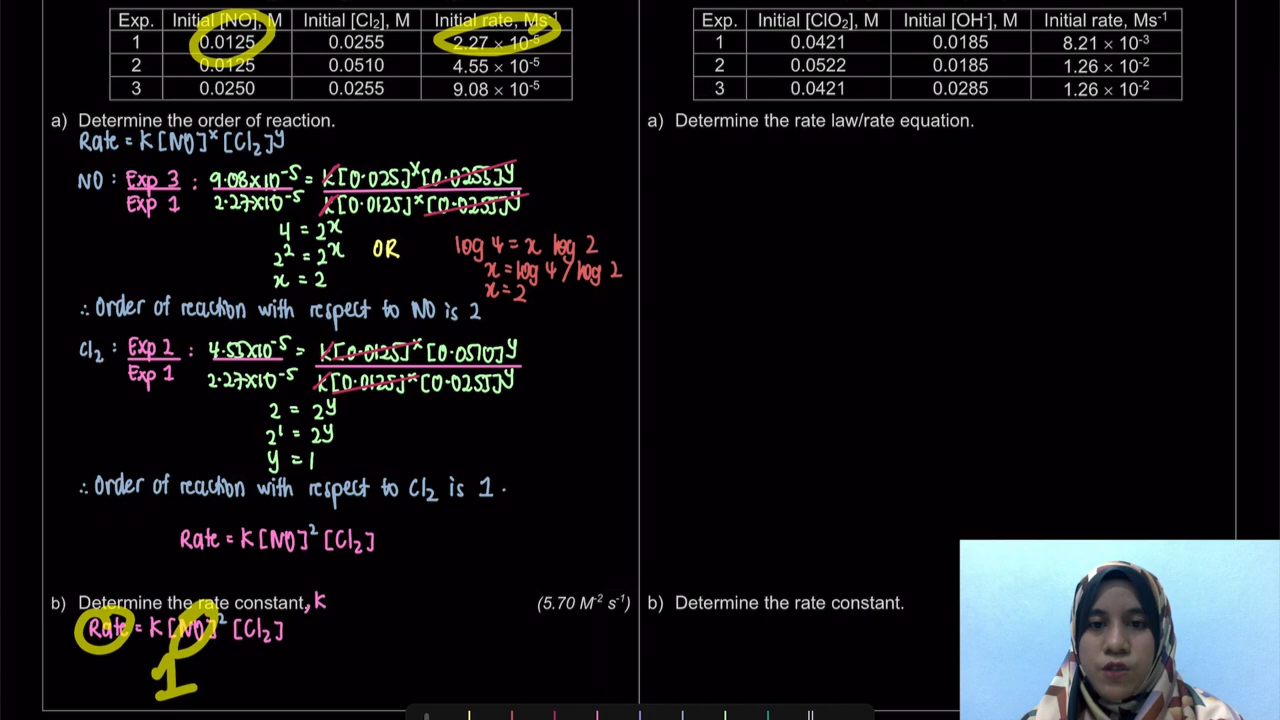 Exp. Initial [NO], M Initial [Cl₂], M Initial rate, Ms⁻¹
1 0.0125 0.0255 2.27 × 10⁻⁵
2 0.0125 0.0510 4.55 × 10⁻⁵
3 0.0250 0.0255 9.08 × 10⁻⁵
a) Determine the order of reaction.
Rate = K[NO]ˣ[Cl₂]ʸ
NO : Exp 3 : 9.08×10⁻⁵ = K[0.025]ˣ[0.0255]ʸ
Exp 1 2.27×10⁻⁵ K[0.0125]ˣ[0.0255]ʸ
4 = 2ˣ
2² = 2ˣ OR
x = 2
log 4 = x log 2
x = log 4 / log 2
x = 2
∴ Order of reaction with respect to NO is 2
Cl₂ : Exp 2 : 4.55×10⁻⁵ = K[0.0125]ˣ[0.0510]ʸ
Exp 1 2.27×10⁻⁵ K[0.0125]ˣ[0.0255]ʸ
2 = 2ʸ
2¹ = 2ʸ
y = 1
∴ Order of reaction with respect to Cl₂ is 1.
Rate = K[NO]²[Cl₂]
b) Determine the rate constant, K (5.70 M⁻² s⁻¹)
Rate = K[NO]²[Cl₂]
1
Exp. Initial [ClO₂], M Initial [OH⁻], M Initial rate, Ms⁻¹
1 0.0421 0.0185 8.21 × 10⁻³
2 0.0522 0.0185 1.26 × 10⁻²
3 0.0421 0.0285 1.26 × 10⁻²
a) Determine the rate law/rate equation.
b) Determine the rate constant.